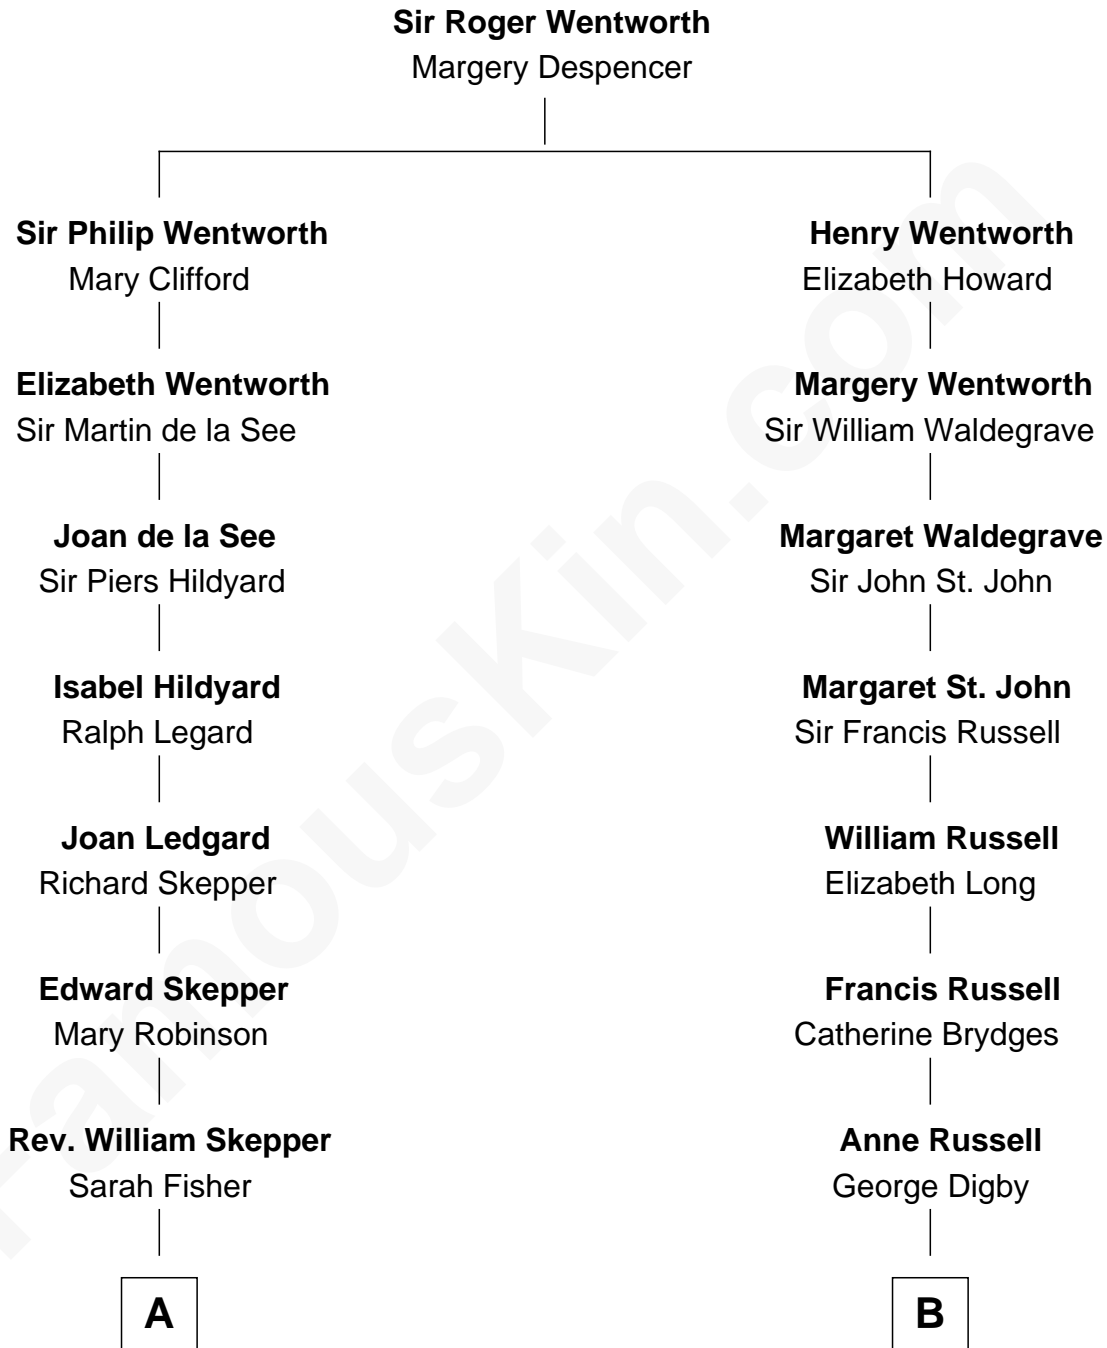 Sir Roger Wentworth
Margery Despencer
Sir Philip Wentworth
Mary Clifford
Henry Wentworth
Elizabeth Howard
Elizabeth Wentworth
Sir Martin de la See
Margery Wentworth
Sir William Waldegrave
Joan de la See
Sir Piers Hildyard
Margaret Waldegrave
Sir John St. John
Isabel Hildyard
Ralph Legard
Margaret St. John
Sir Francis Russell
Joan Ledgard
Richard Skepper
William Russell
Elizabeth Long
Edward Skepper
Mary Robinson
Francis Russell
Catherine Brydges
Rev. William Skepper
Sarah Fisher
Anne Russell
George Digby
A
B
FamousKin.com